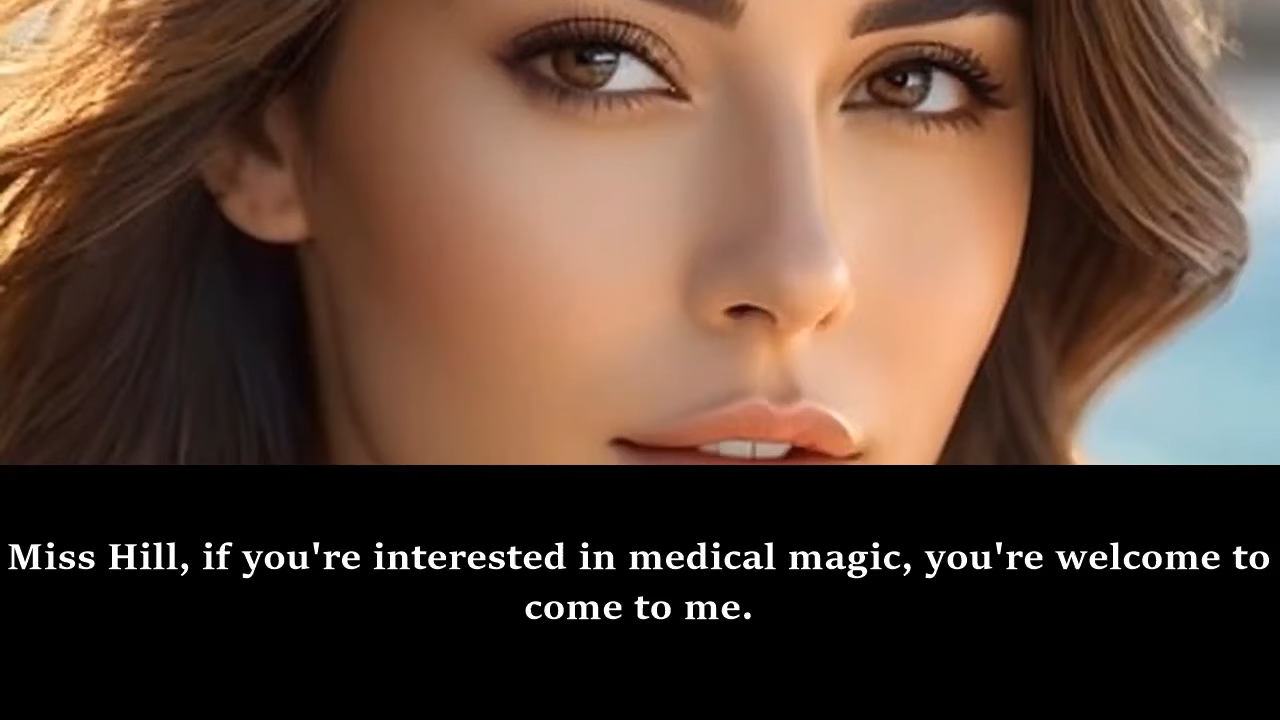 Miss Hill, if you're interested in medical magic, you're welcome to
come to me.